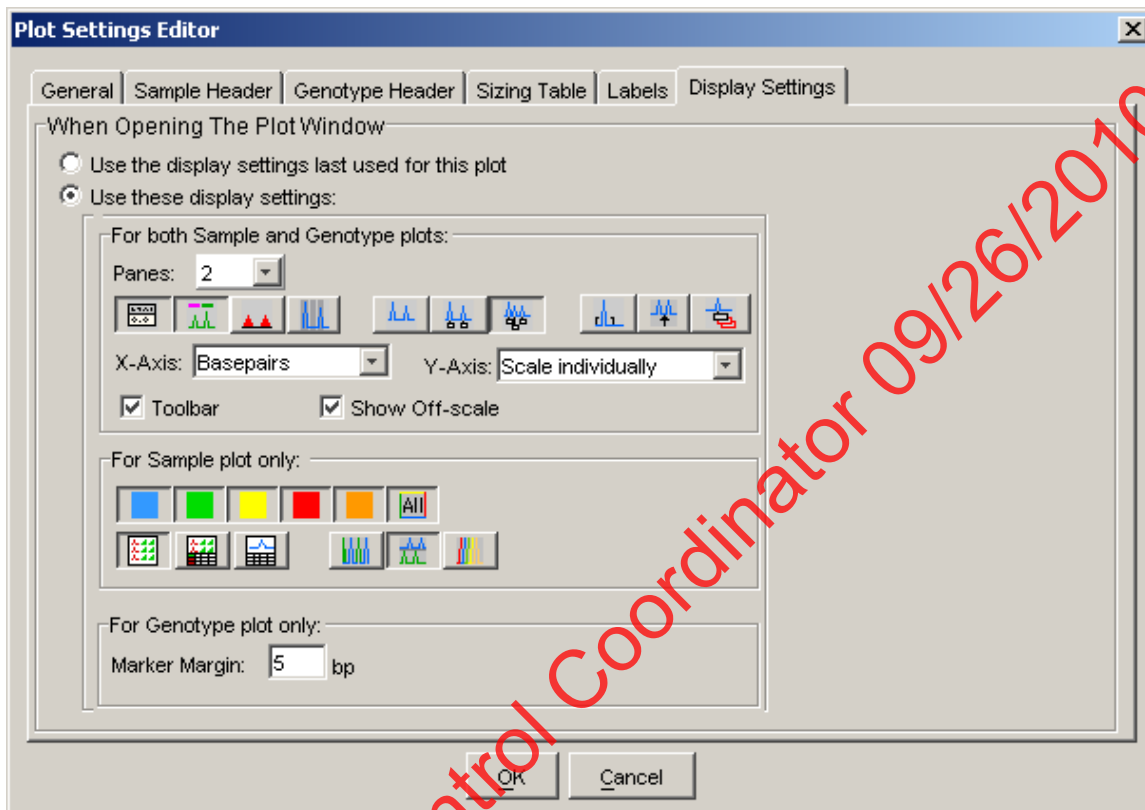 Plot Settings Editor
General Sample Header Genotype Header Sizing Table Labels Display Settings
When Opening The Plot Window
Use the display settings last used for this plot
Use these display settings:
For both Sample and Genotype plots:
Panes: 2
X-Axis: Basepairs Y-Axis: Scale individually
Toolbar Show Off-scale
For Sample plot only:
All
For Genotype plot only:
Marker Margin: 5 bp
OK Cancel
Coordinator 09/26/2010